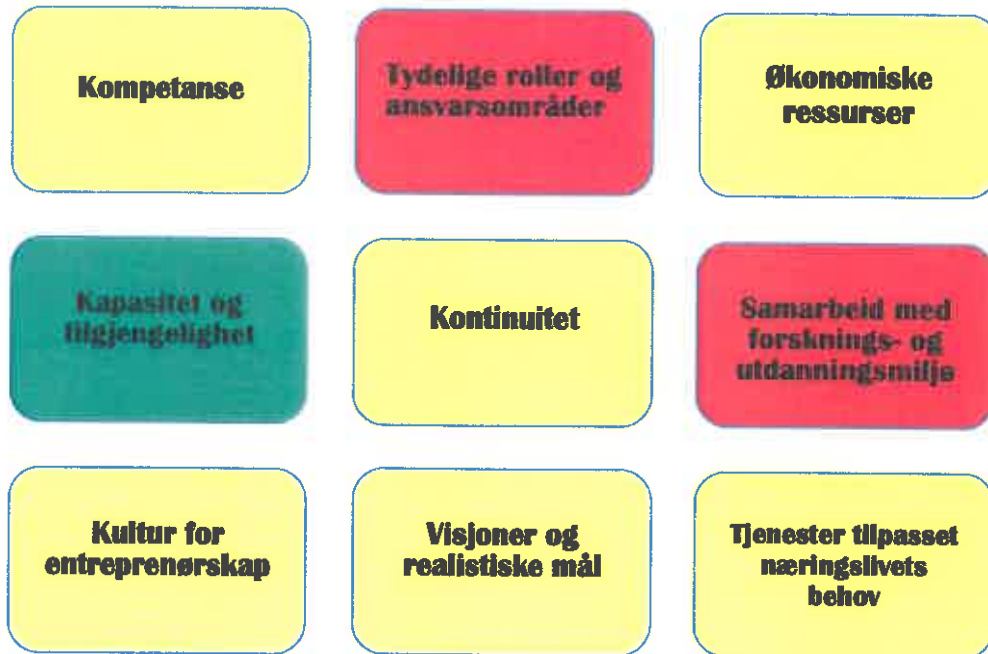 Kompetanse
Tydelige roller og
ansvarsområder
Økonomiske
ressurser
Kapasitet og
tilgjengelighet
Kontinuitet
Samarbeid med
forsknings- og
utdanningsmiljø
Kultur for
entreprenørskap
Visjoner og
realistiske mål
Tjenester tilpasset
næringslivets
behov